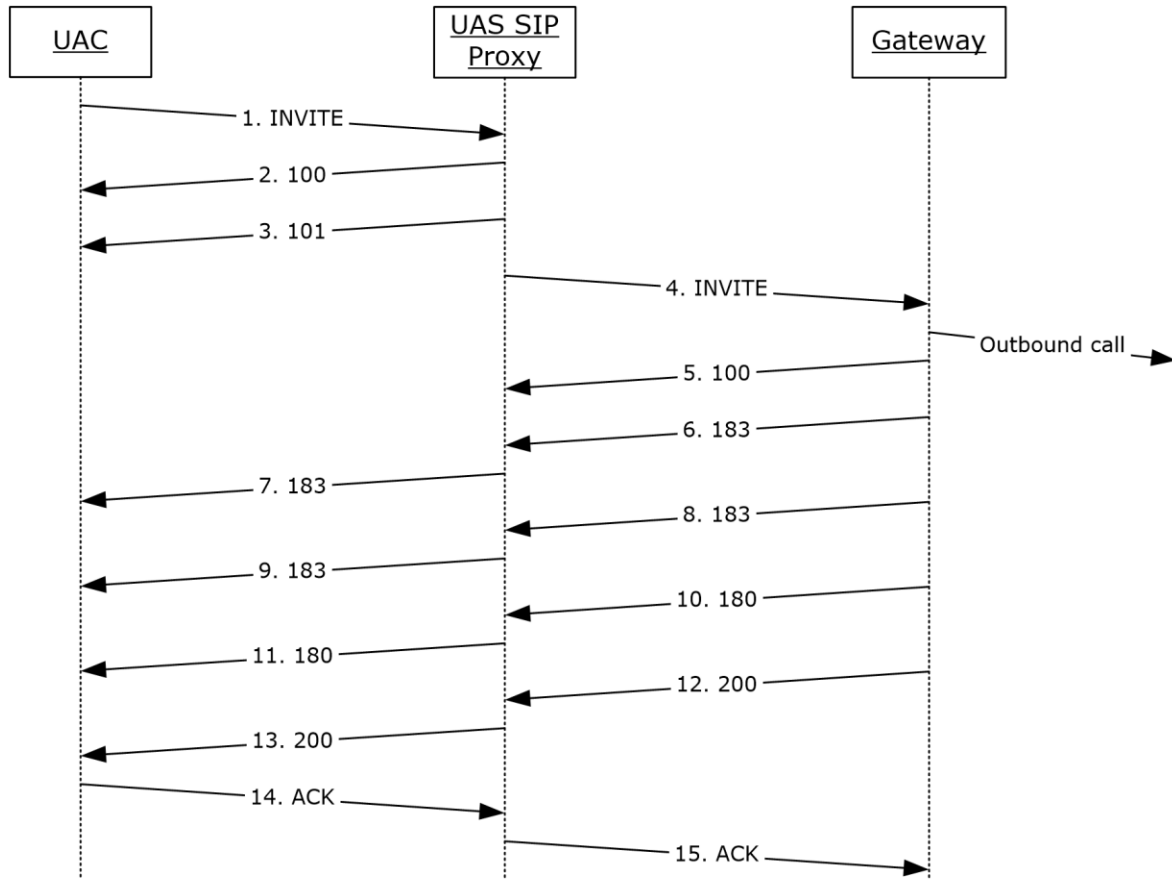 UAC
UAS SIP
Proxy
Gateway
1. INVITE
2. 100
3. 101
4. INVITE
Outbound call
5. 100
6. 183
7. 183
8. 183
9. 183
10. 180
11. 180
12. 200
13. 200
14. ACK
15. ACK